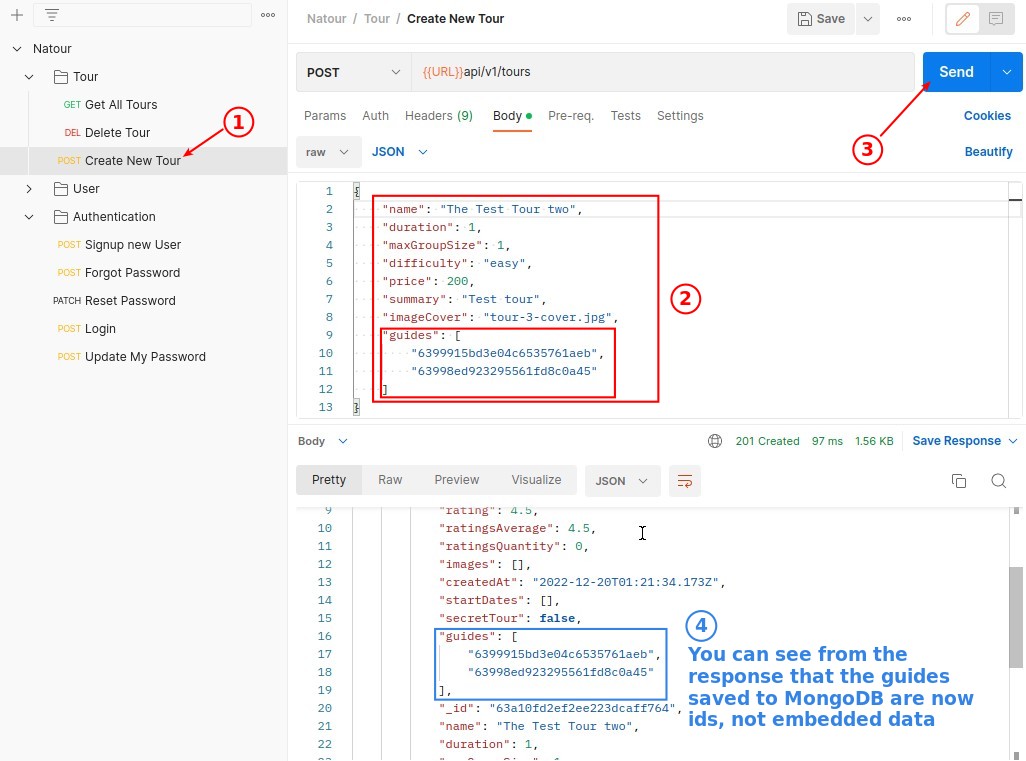 Natour / Tour / Create New Tour
Save
Natour
Tour
GET Get All Tours
DEL Delete Tour
POST Create New Tour
User
Authentication
POST Signup new User
POST Forgot Password
PATCH Reset Password
POST Login
POST Update My Password
1
POST {{URL}}api/v1/tours Send
Params Auth Headers (9) Body Pre-req. Tests Settings Cookies
3
raw JSON Beautify
1 {
2 "name": "The Test Tour two",
3 "duration": 1,
4 "maxGroupSize": 1,
5 "difficulty": "easy",
6 "price": 200,
7 "summary": "Test tour",
8 "imageCover": "tour-3-cover.jpg",
9 "guides": [
10 "6399915bd3e04c6535761aeb",
11 "63998ed923295561fd8c0a45"
12 ]
13 }
2
Body 201 Created 97 ms 1.56 KB Save Response
Pretty Raw Preview Visualize JSON
9 "rating": 4.5,
10 "ratingsAverage": 4.5,
11 "ratingsQuantity": 0,
12 "images": [],
13 "createdAt": "2022-12-20T01:21:34.173Z",
14 "startDates": [],
15 "secretTour": false,
16 "guides": [
17 "6399915bd3e04c6535761aeb",
18 "63998ed923295561fd8c0a45"
19 ],
20 "_id": "63a10fd2ef2ee223dcaff764",
21 "name": "The Test Tour two",
22 "duration": 1,
4
You can see from the
response that the guides
saved to MongoDB are now
ids, not embedded data